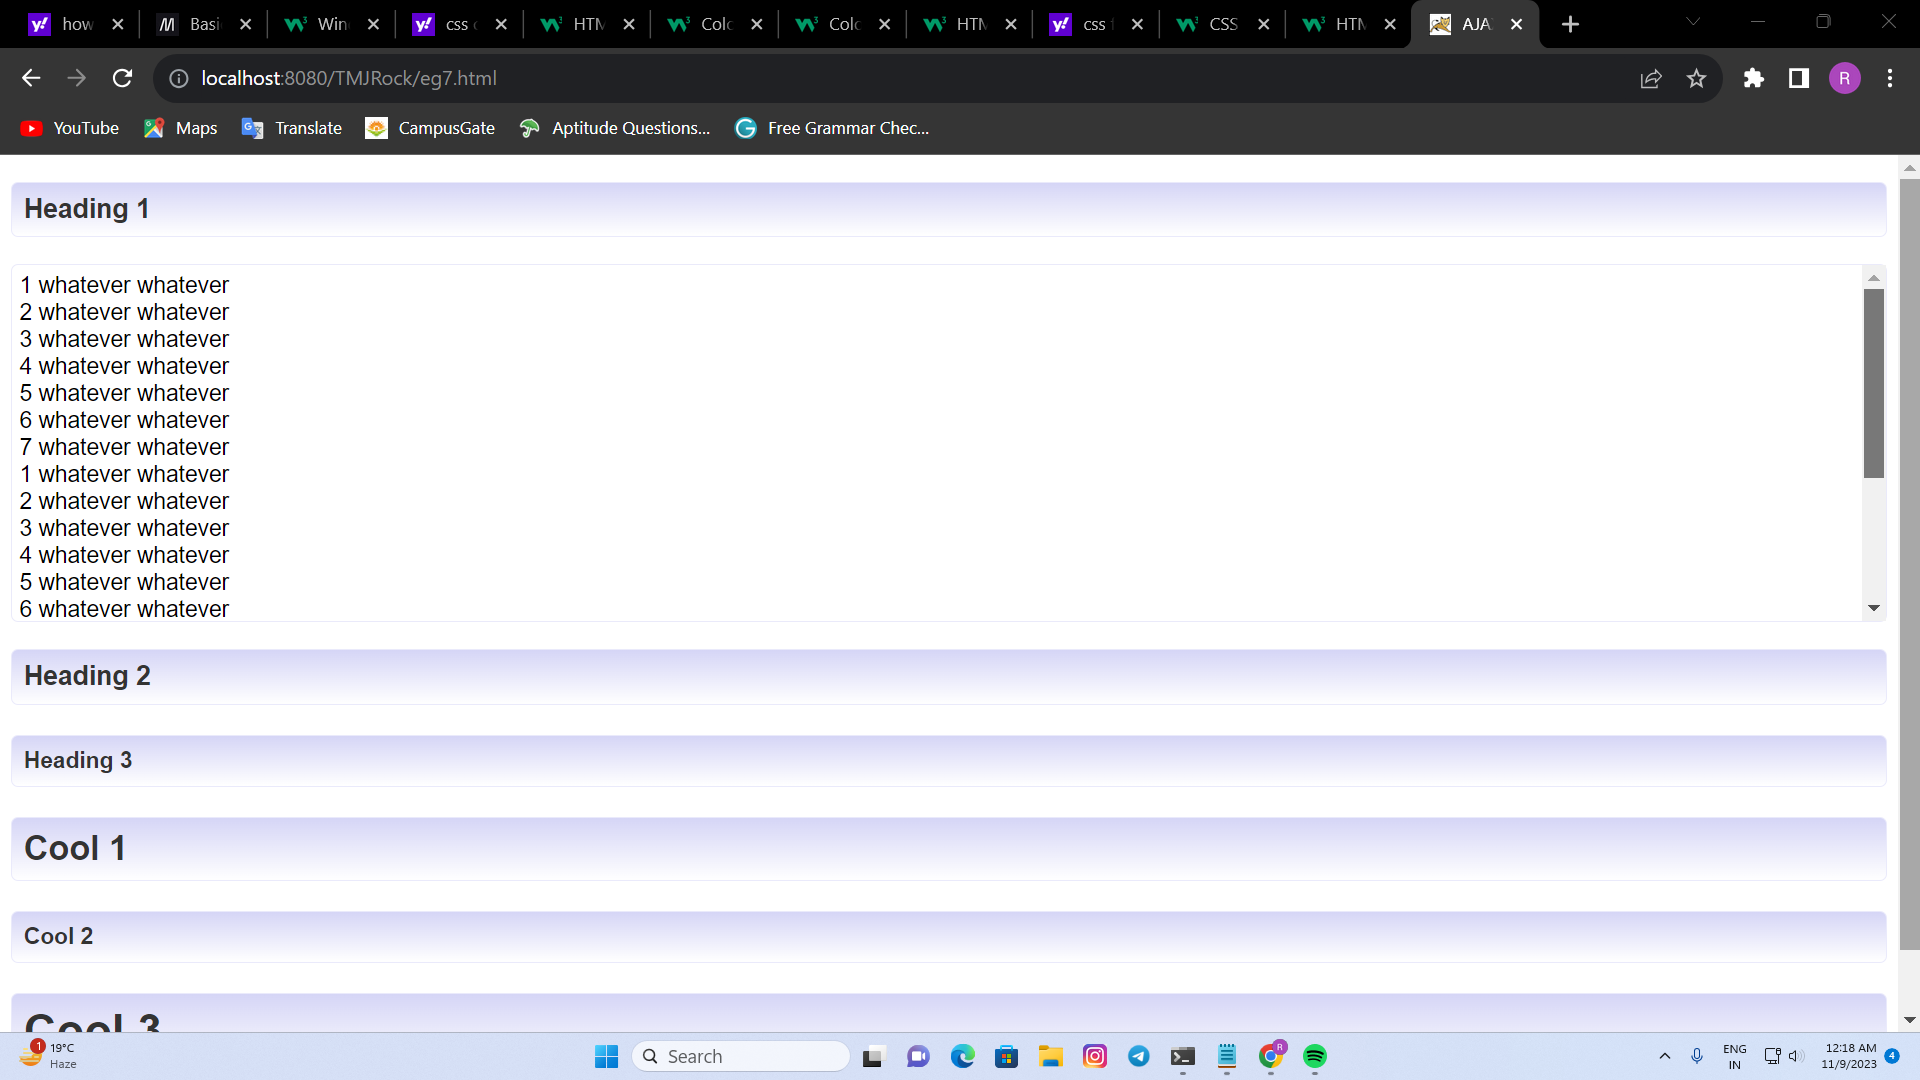 how
Basi
Win
css
HTM
Colo
Colo
HTM
css
CSS
HTM
AJA
localhost:8080/TMJRock/eg7.html
R
YouTube
Maps
Translate
CampusGate
Aptitude Questions...
Free Grammar Chec...
Heading 1
1 whatever whatever
2 whatever whatever
3 whatever whatever
4 whatever whatever
5 whatever whatever
6 whatever whatever
7 whatever whatever
1 whatever whatever
2 whatever whatever
3 whatever whatever
4 whatever whatever
5 whatever whatever
6 whatever whatever
Heading 2
Heading 3
Cool 1
Cool 2
Cool 3
1
19°C
Haze
Search
R
ENG
IN
12:18 AM
11/9/2023
4